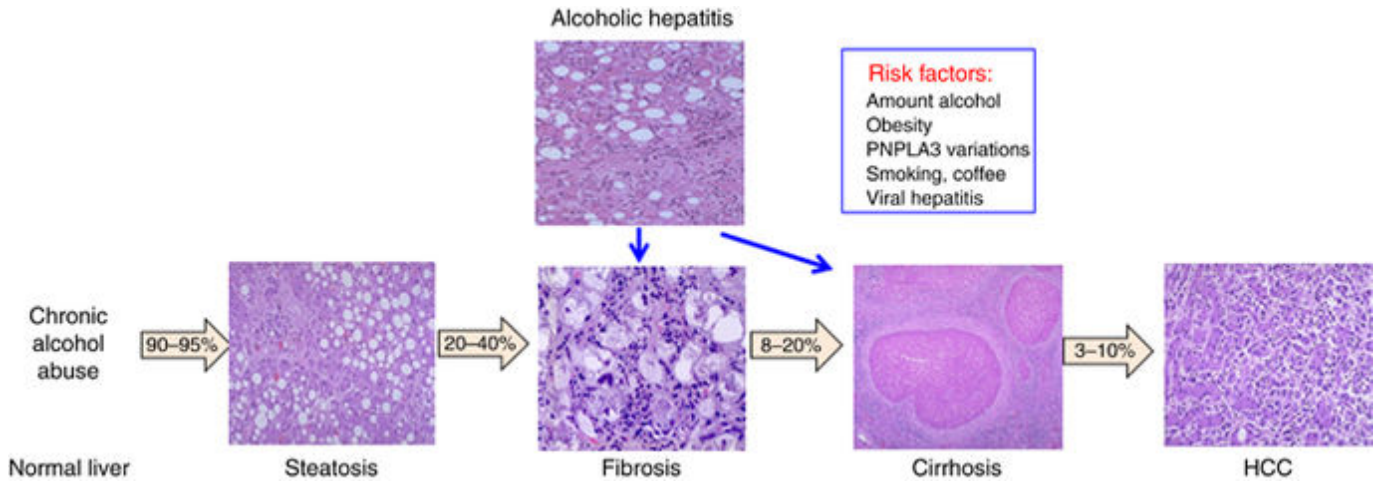 Alcoholic hepatitis
Risk factors:
Amount alcohol
Obesity
PNPLA3 variations
Smoking, coffee
Viral hepatitis
Chronic
alcohol
abuse
90–95%
20–40%
8–20%
3–10%
Normal liver
Steatosis
Fibrosis
Cirrhosis
HCC